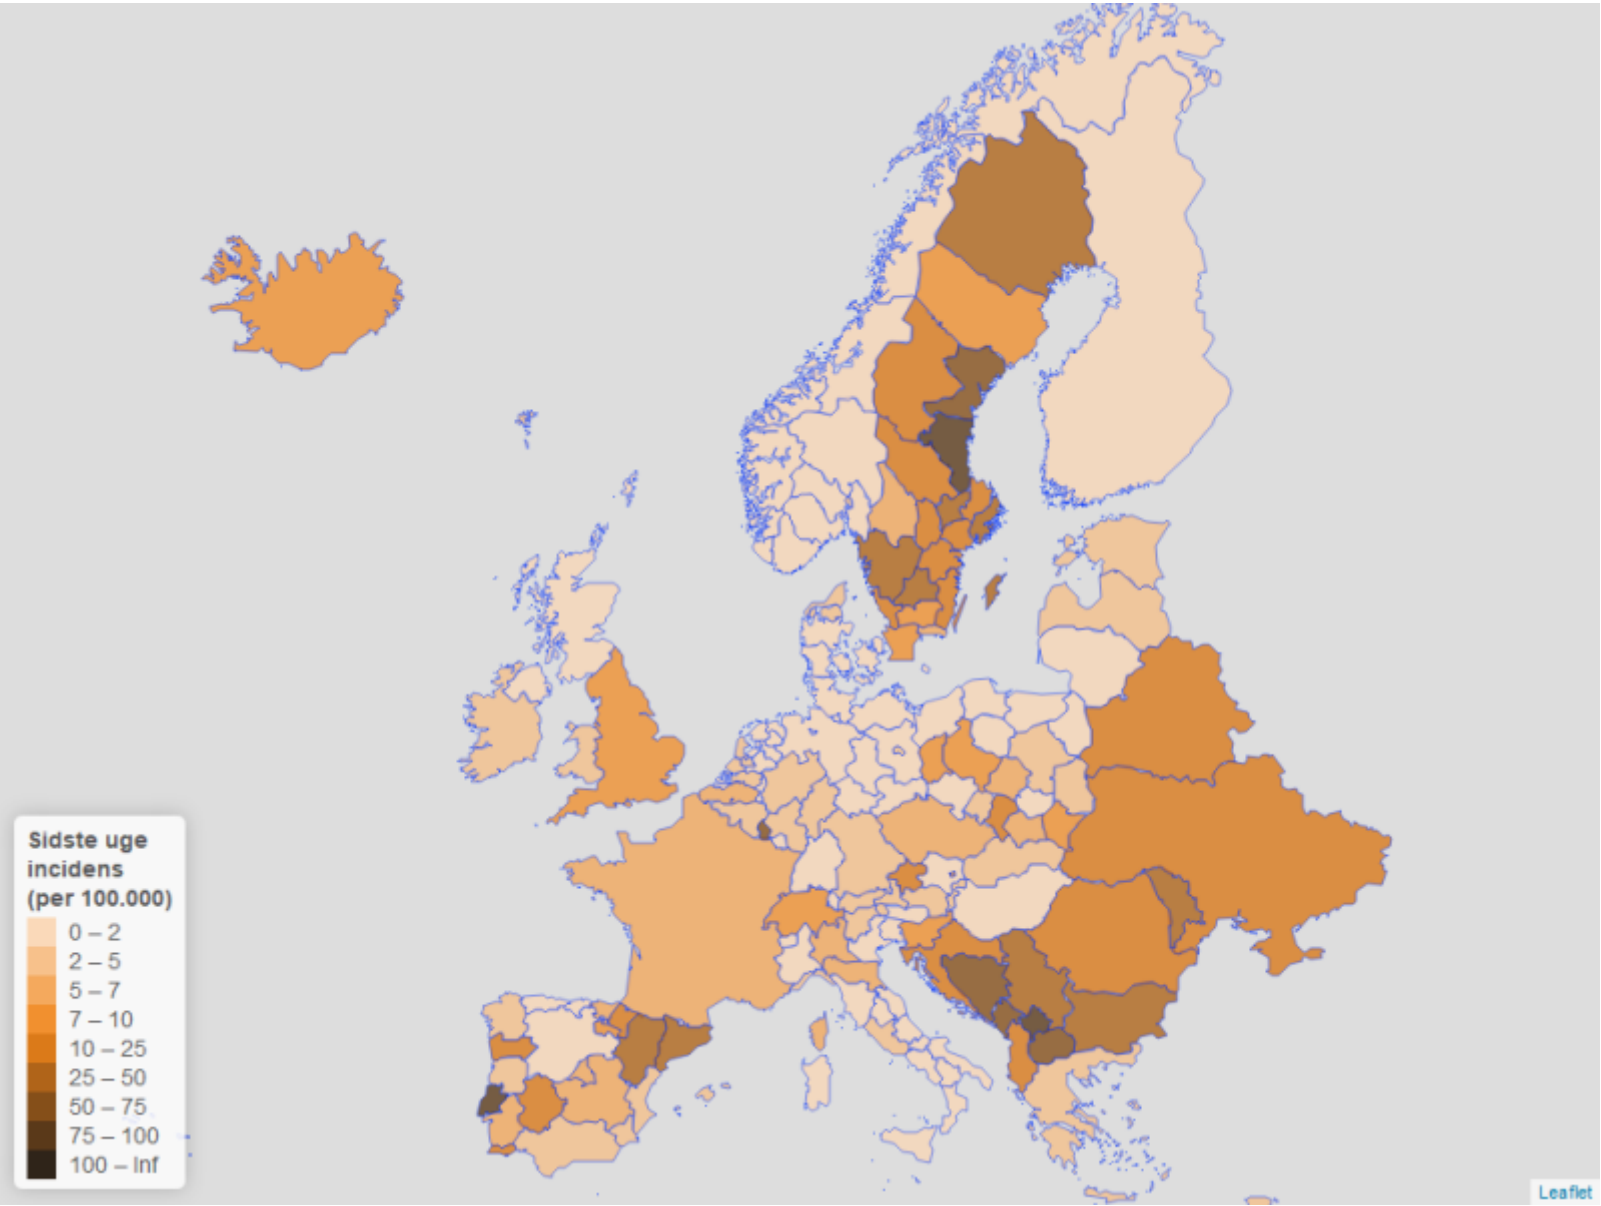 Sidste uge
incidens
(per 100.000)
0 – 2
2 – 5
5 – 7
7 – 10
10 – 25
25 – 50
50 – 75
75 – 100
100 – Inf
Leaflet